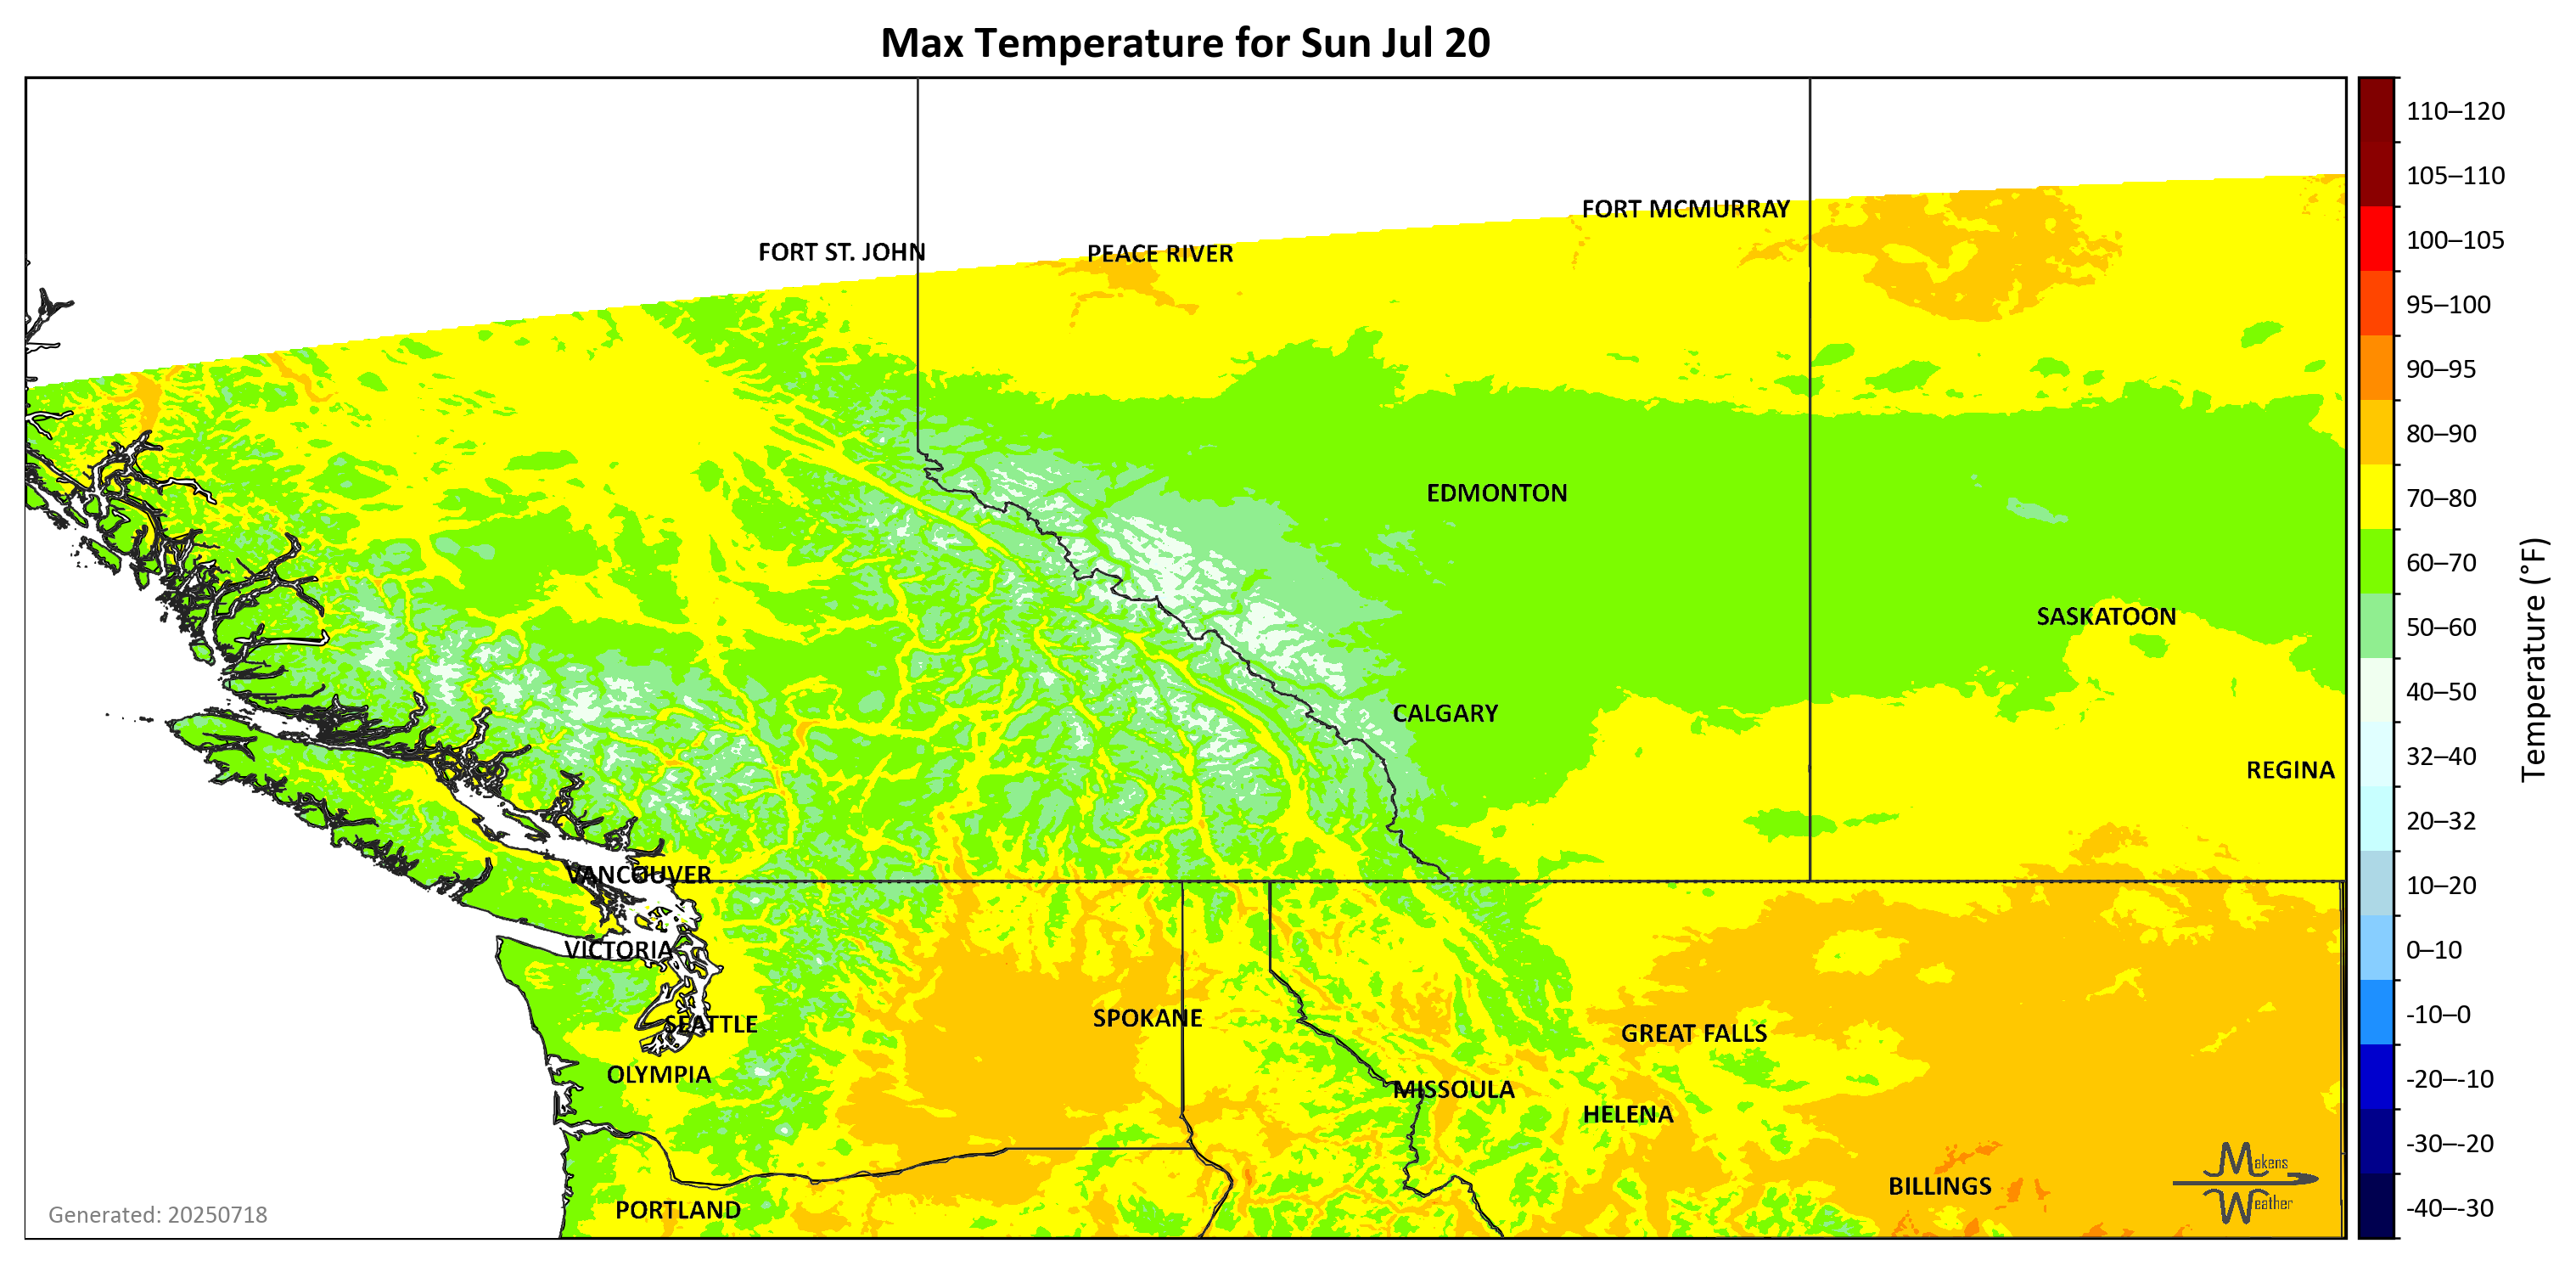 Max Temperature for Sun Jul 20
110–120
105–110
FORT MCMURRAY
100–105
FORT ST. JOHN
PEACE RIVER
95–100
90–95
80–90
EDMONTON
70–80
60–70
SASKATOON
50–60
40–50
CALGARY
32–40
REGINA
Temperature (°F)
20–32
VANCOUVER
10–20
VICTORIA
0–10
SEATTLE
SPOKANE
GREAT FALLS
-10–0
OLYMPIA
MISSOULA
-20–-10
HELENA
-30–-20
Makens
Weather
BILLINGS
PORTLAND
-40–-30
Generated: 20250718